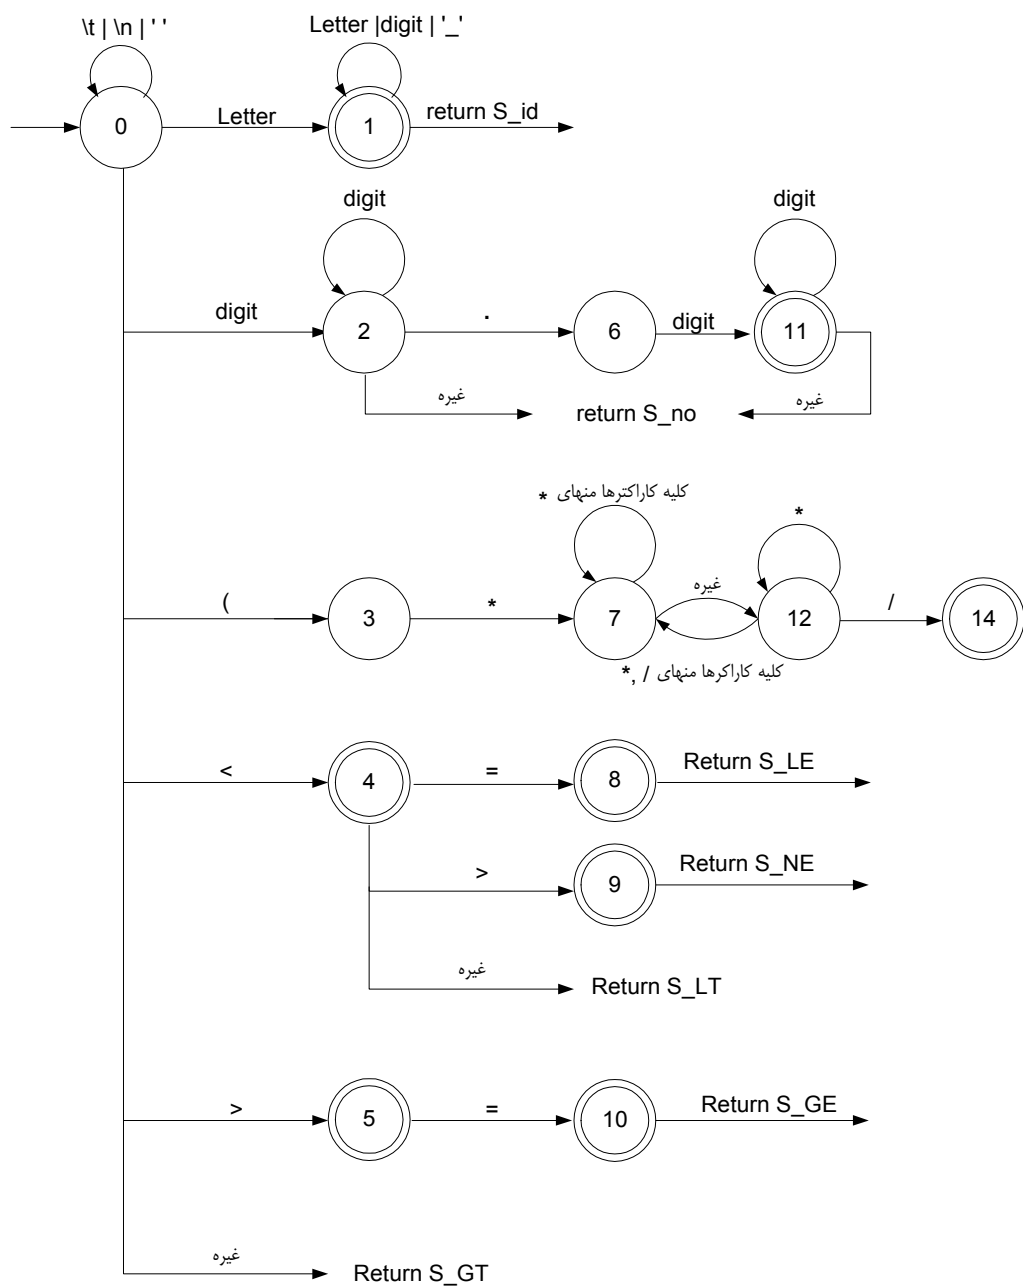 \t | \n | ' '
Letter |digit | '_'
0
Letter
1
return S_id
digit
digit
digit
2
.
6
digit
11
غیره
return S_no
غیره
کلیه کاراکترها منهای *
*
(
3
*
7
غیره
12
/
14
کلیه کاراکرها منهای / ,*
<
4
=
8
Return S_LE
>
9
Return S_NE
غیره
Return S_LT
>
5
=
10
Return S_GE
غیره
Return S_GT